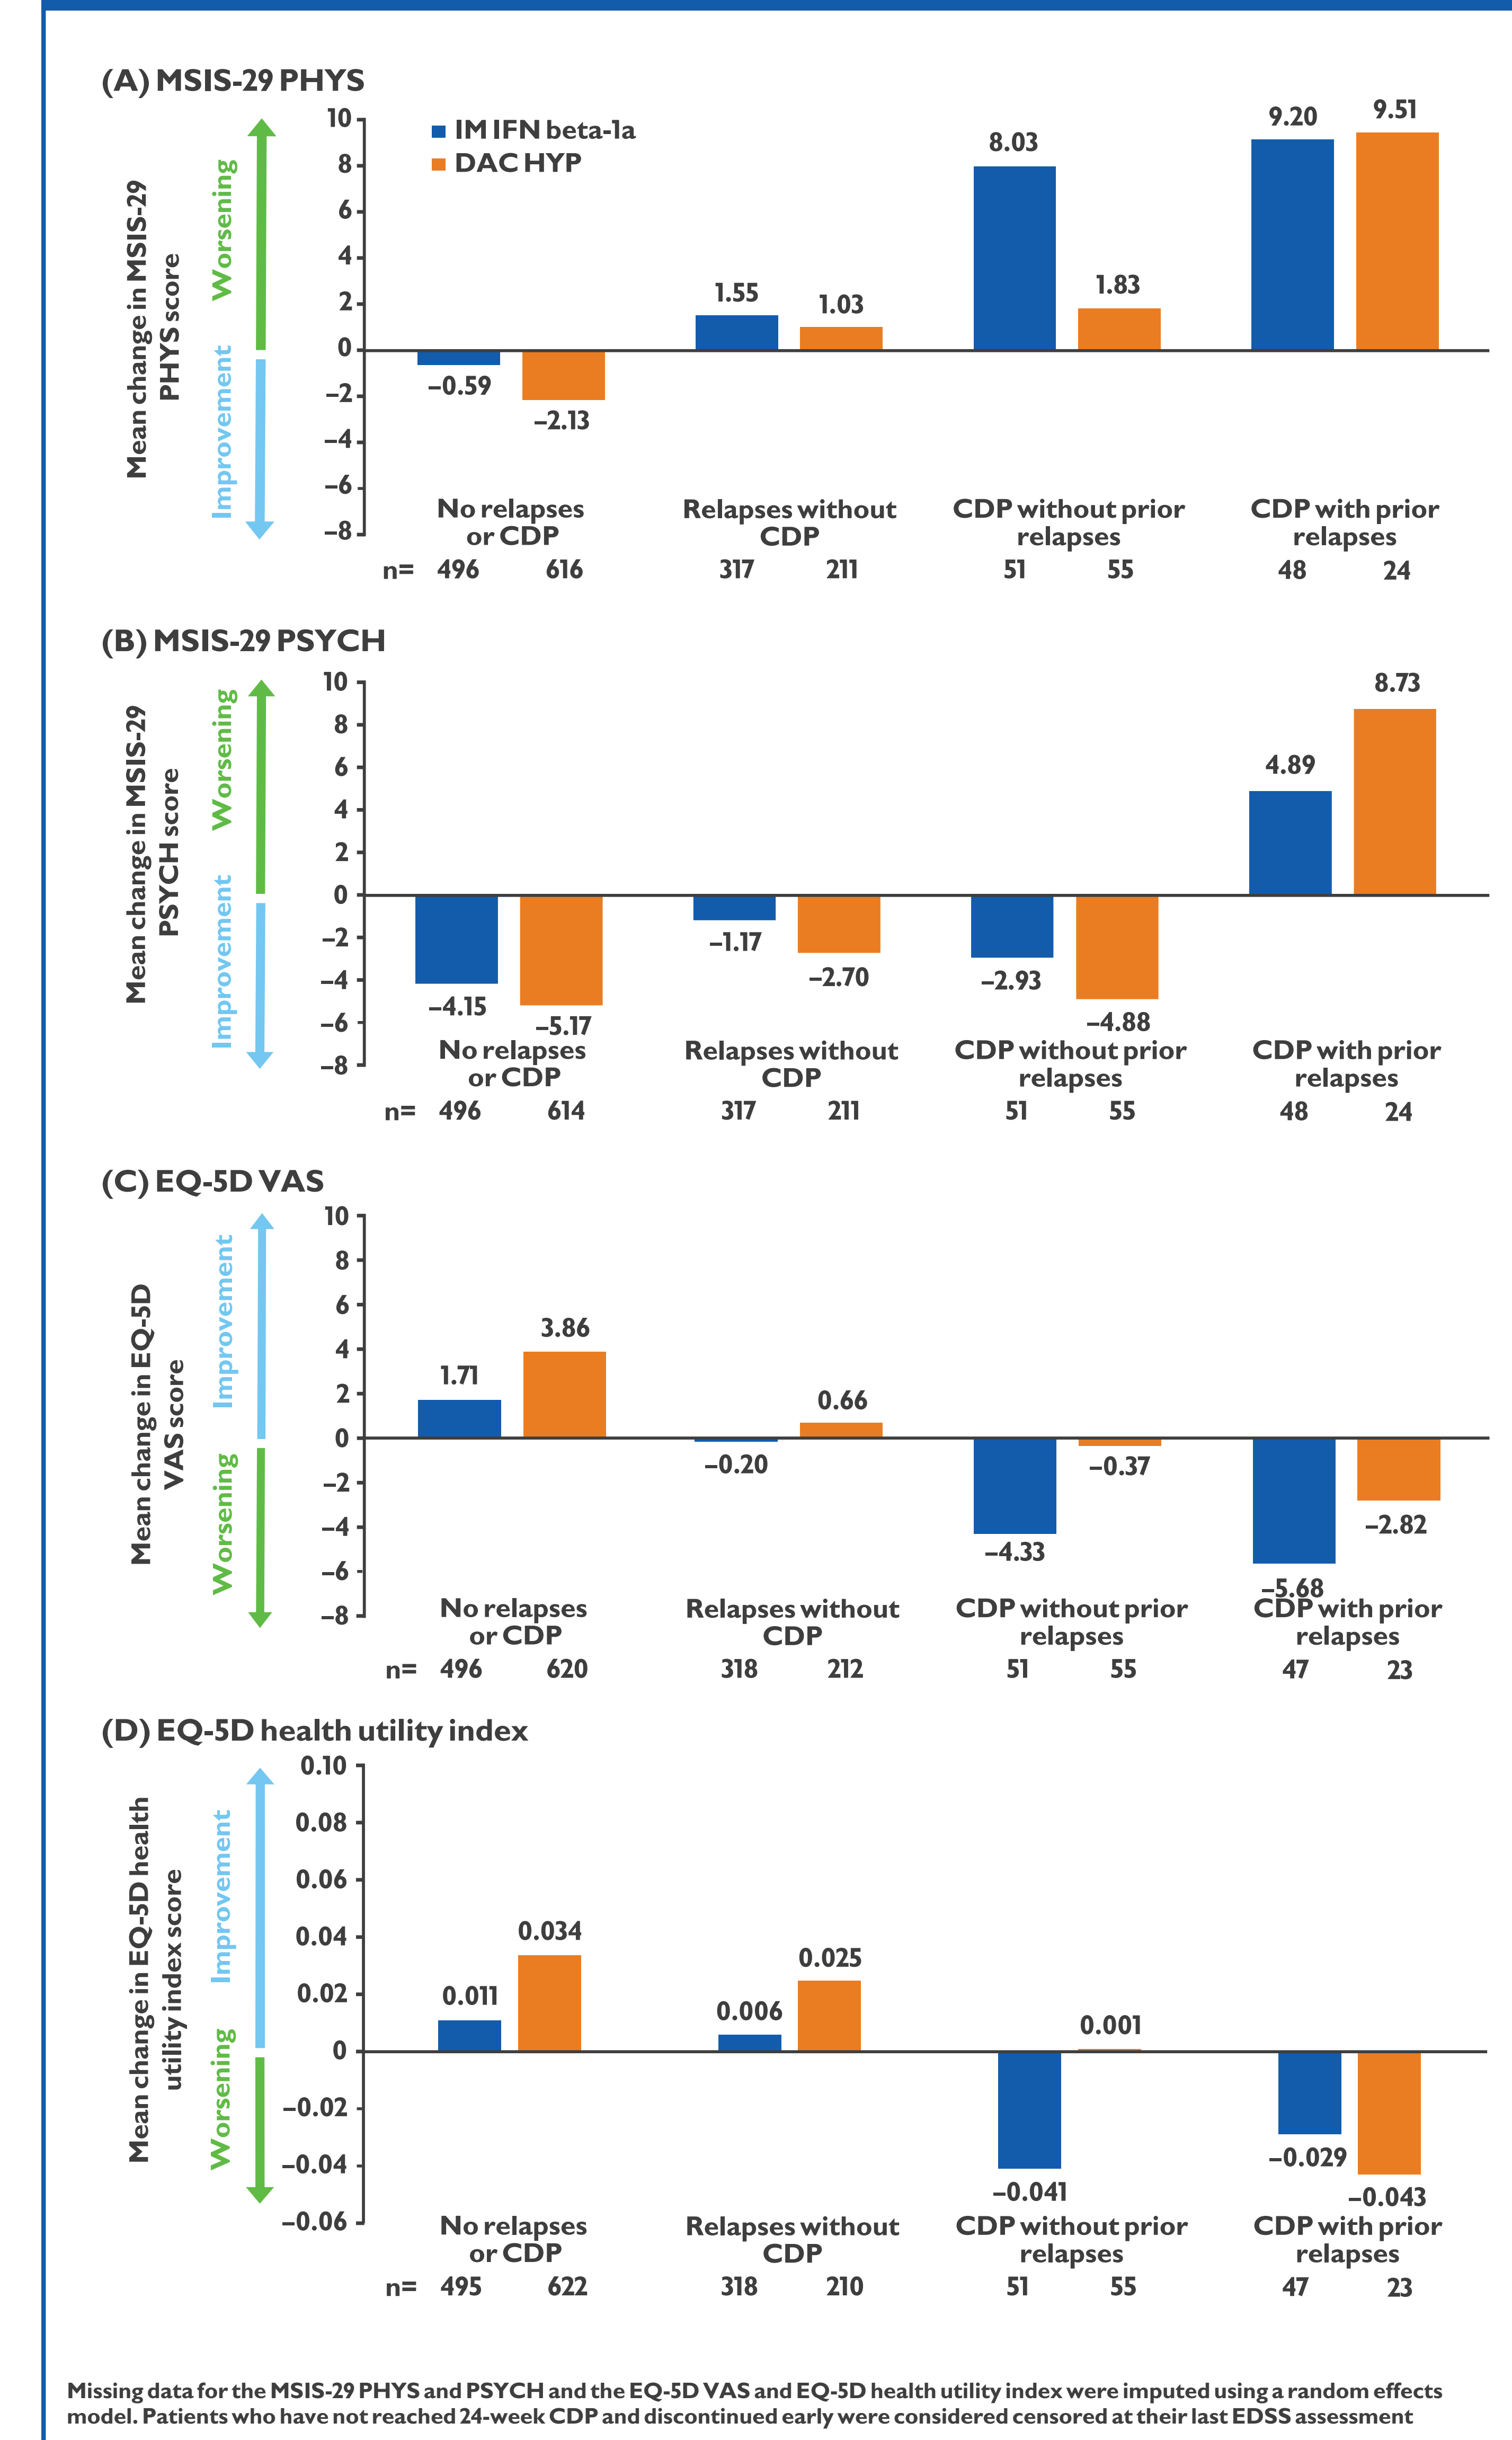 (A) MSIS-29 PHYS
Mean change in MSIS-29
PHYS score
Worsening
Improvement
IM IFN beta-1a
DAC HYP
10
8
6
4
2
0
–2
–4
–6
–8
–0.59
–2.13
1.55
1.03
8.03
1.83
9.20
9.51
No relapses
or CDP
Relapses without
CDP
CDP without prior
relapses
CDP with prior
relapses
n= 496 616 317 211 51 55 48 24
(B) MSIS-29 PSYCH
Mean change in MSIS-29
PSYCH score
Worsening
Improvement
10
8
6
4
2
0
–2
–4
–6
–8
–4.15
–5.17
–1.17
–2.70
–2.93
–4.88
4.89
8.73
No relapses
or CDP
Relapses without
CDP
CDP without prior
relapses
CDP with prior
relapses
n= 496 614 317 211 51 55 48 24
(C) EQ-5D VAS
Mean change in EQ-5D
VAS score
Improvement
Worsening
10
8
6
4
2
0
–2
–4
–6
–8
1.71
3.86
–0.20
0.66
–4.33
–0.37
–5.68
–2.82
No relapses
or CDP
Relapses without
CDP
CDP without prior
relapses
CDP with prior
relapses
n= 496 620 318 212 51 55 47 23
(D) EQ-5D health utility index
Mean change in EQ-5D health
utility index score
Improvement
Worsening
0.10
0.08
0.06
0.04
0.02
0
–0.02
–0.04
–0.06
0.011
0.034
0.006
0.025
–0.041
0.001
–0.029
–0.043
No relapses
or CDP
Relapses without
CDP
CDP without prior
relapses
CDP with prior
relapses
n= 495 622 318 210 51 55 47 23
Missing data for the MSIS-29 PHYS and PSYCH and the EQ-5D VAS and EQ-5D health utility index were imputed using a random effects
model. Patients who have not reached 24-week CDP and discontinued early were considered censored at their last EDSS assessment